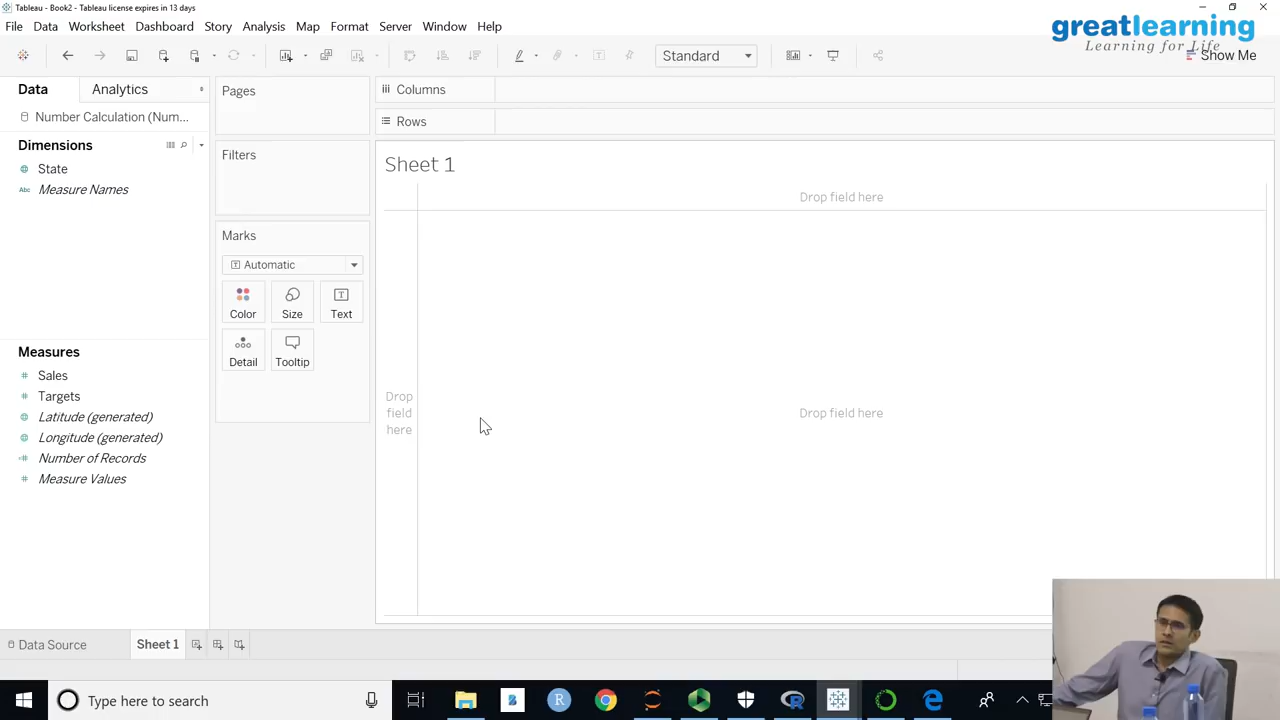 Tableau - Book2 - Tableau license expires in 13 days
File Data Worksheet Dashboard Story Analysis Map Format Server Window Help
greatlearning
Learning for Life
Standard
Show Me
Data Analytics
Number Calculation (Num...
Dimensions
State
Abc Measure Names
Measures
Sales
Targets
Latitude (generated)
Longitude (generated)
Number of Records
Measure Values
Pages
Filters
Marks
Automatic
Color Size Text
Detail Tooltip
Columns
Rows
Sheet 1
Drop field here
Drop
field
here
Drop field here
Data Source Sheet 1
Type here to search
B
R
R